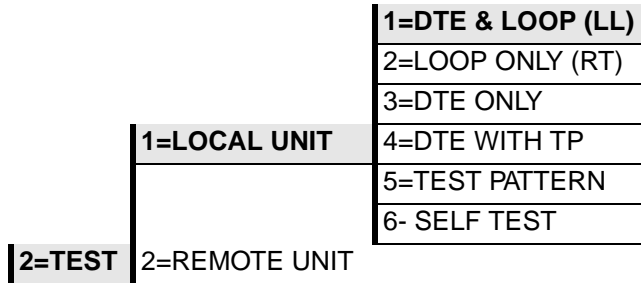 1=DTE & LOOP (LL)
2=LOOP ONLY (RT)
3=DTE ONLY
1=LOCAL UNIT
4=DTE WITH TP
5=TEST PATTERN
6- SELF TEST
2=TEST
2=REMOTE UNIT